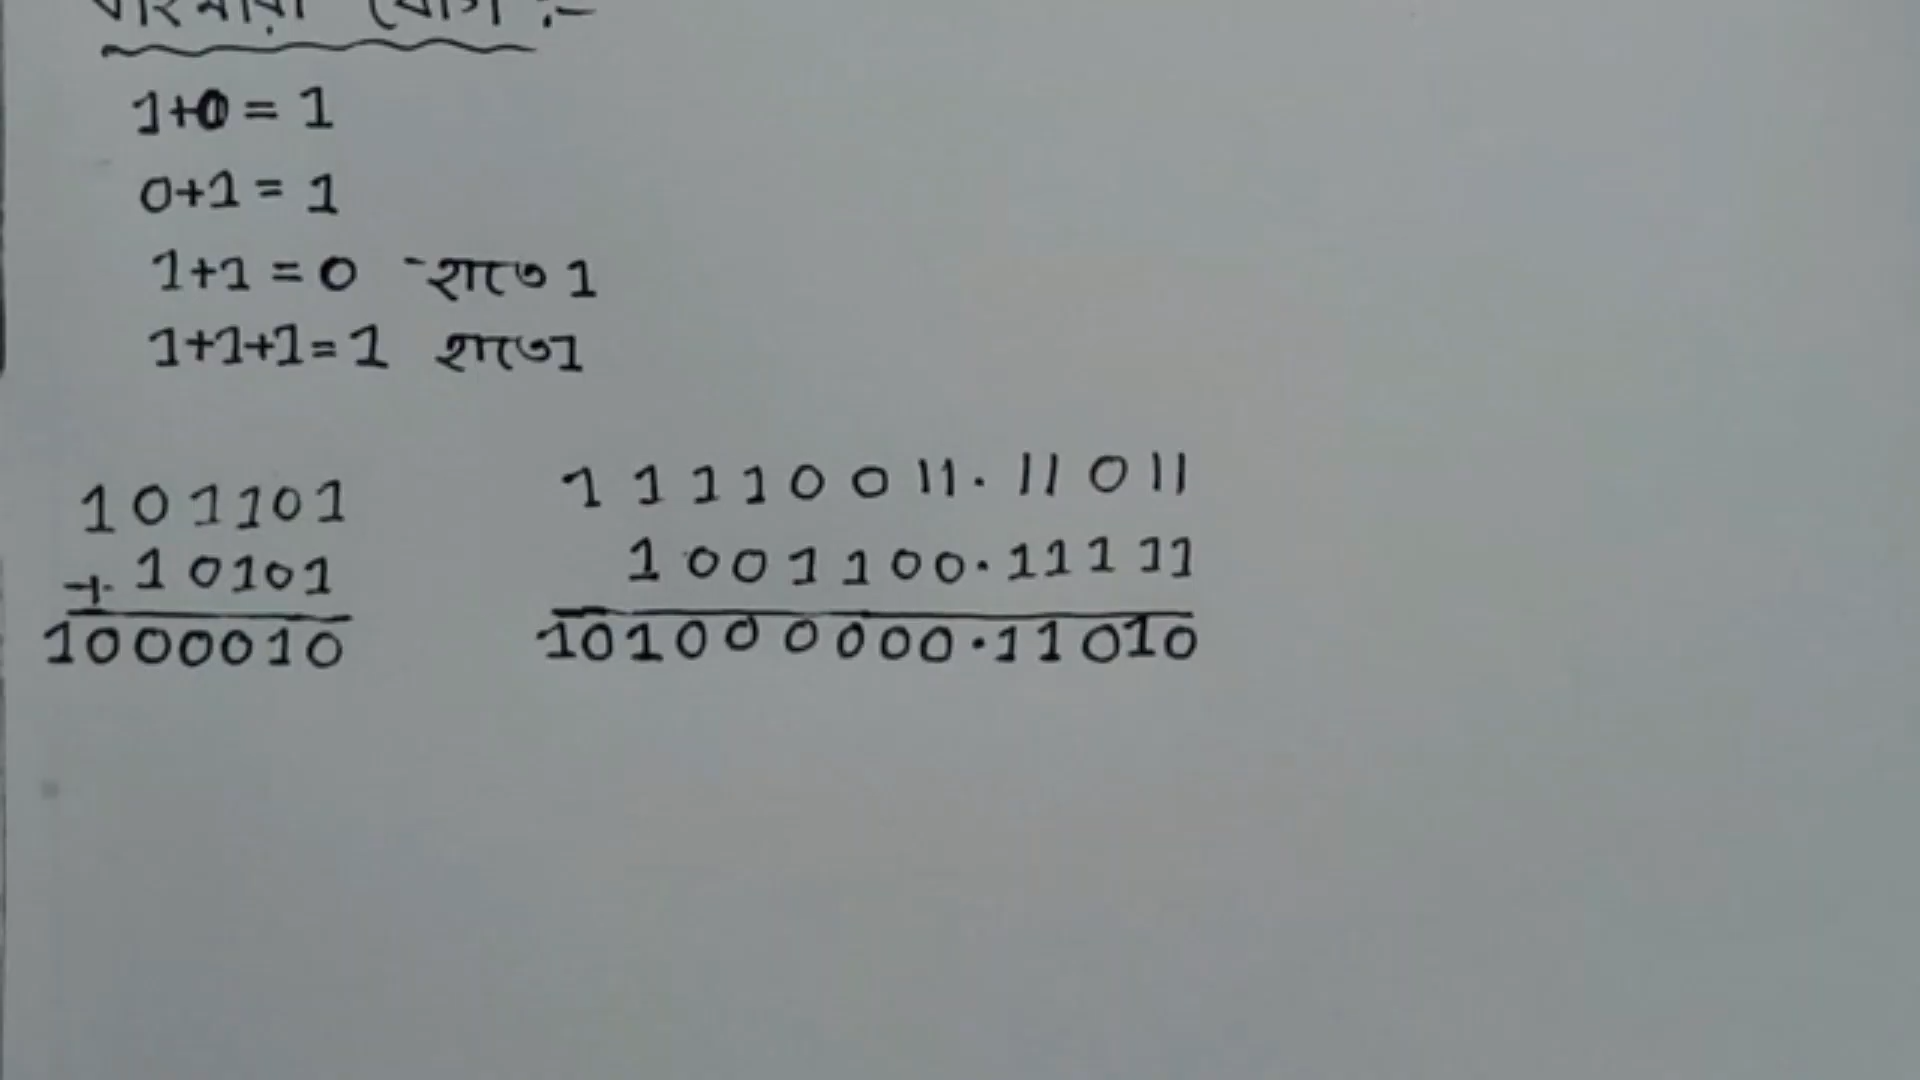 বাইনারী যোগ :-
1+0 = 1
0+1 = 1
1+1 = 0 হাতে 1
1+1+1 = 1 হাতে 1
101101
+ 10101
1000010
11110011.11011
1001100.11111
101000000.11010